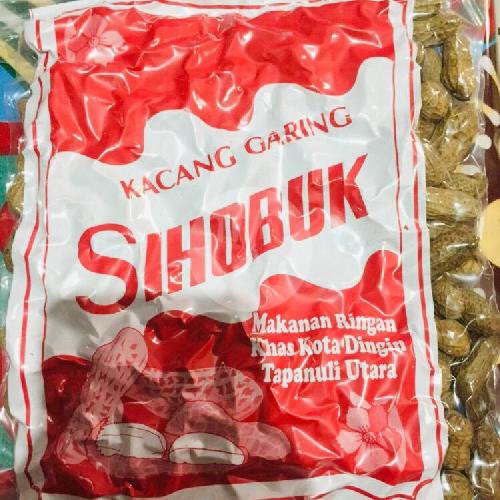 KACANG GARING
SIHOBUK
Makanan Ringan
Khas Kota Dingin
Tapanuli Utara